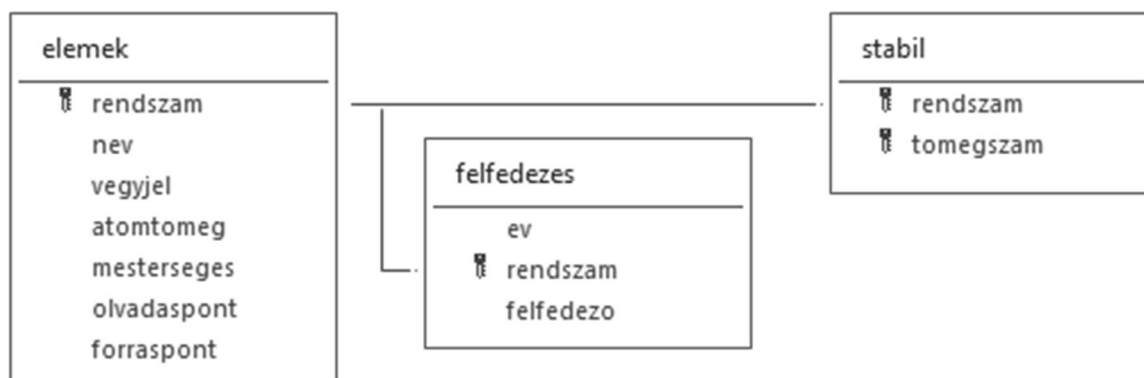 elemek
rendszam
nev
vegyjel
atomtomeg
mesterseges
olvadaspont
forraspont
felfedezes
ev
rendszam
felfedezo
stabil
rendszam
tomegszam